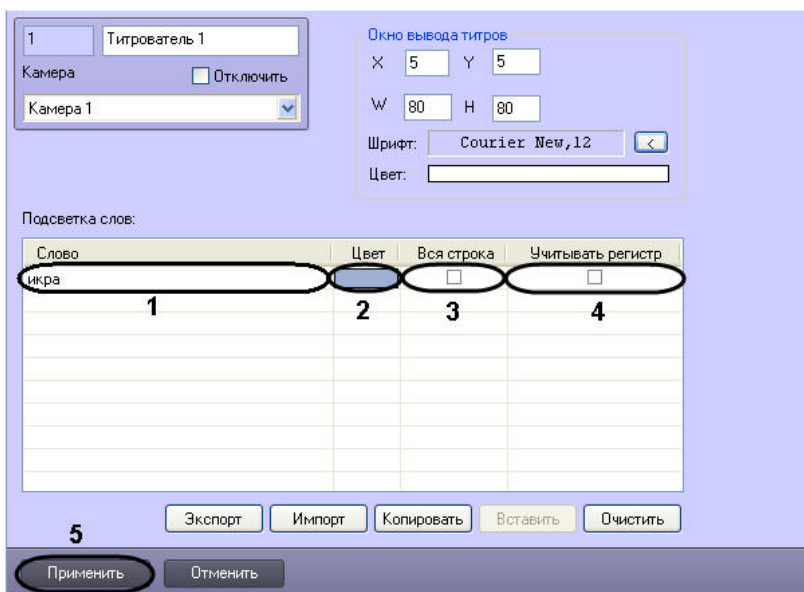 1 Титрователь 1
Камера Отключить
Камера 1
Окно вывода титров
X 5 Y 5
W 80 H 80
Шрифт: Courier New,12 <
Цвет:
Подсветка слов:
Слово Цвет Вся строка Учитывать регистр
икра
1 2 3 4
Экспорт Импорт Копировать Вставить Очистить
5
Применить Отменить